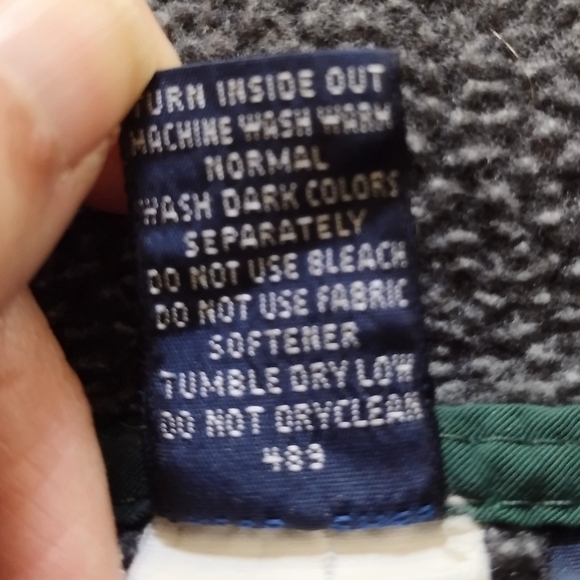 TURN INSIDE OUT
MACHINE WASH WARM
NORMAL
WASH DARK COLORS
SEPARATELY
DO NOT USE BLEACH
DO NOT USE FABRIC
SOFTENER
TUMBLE DRY LOW
DO NOT DRYCLEAN
489